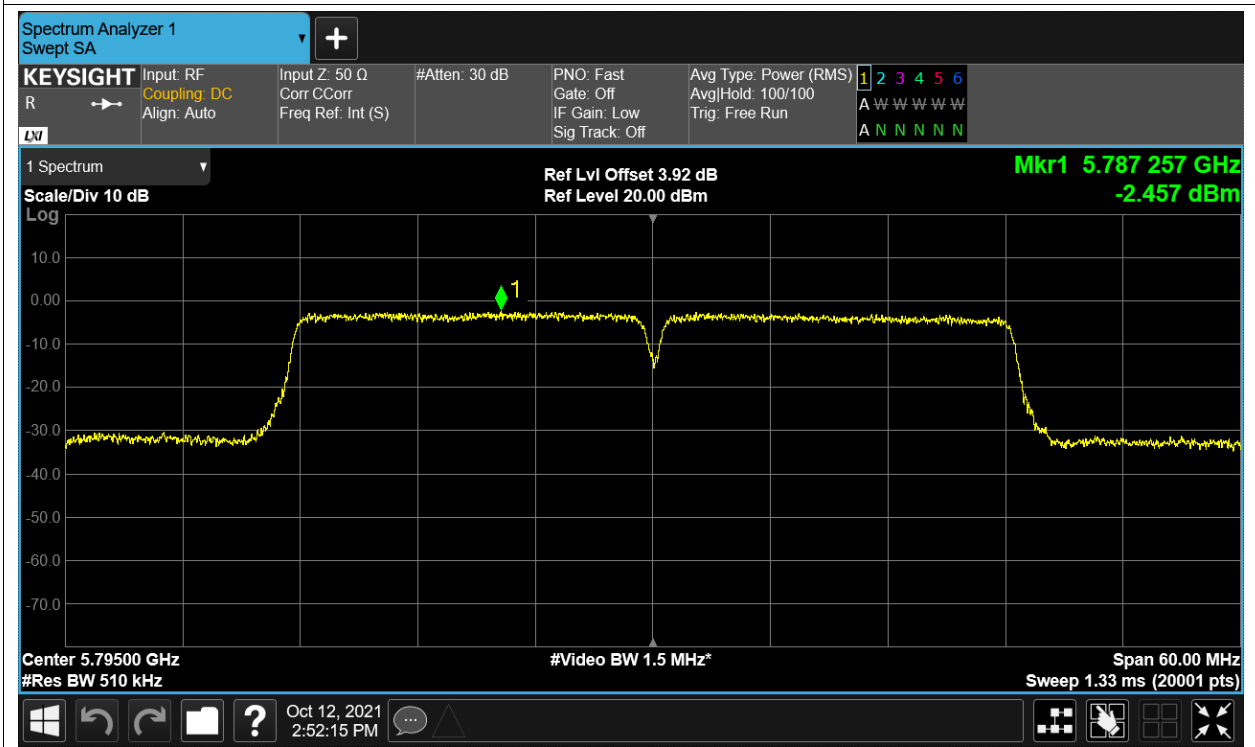 Spectrum Analyzer 1
Swept SA
KEYSIGHT
R
LXI
Input: RF
Coupling: DC
Align: Auto
Input Z: 50 Ω
Corr CCorr
Freq Ref: Int (S)
#Atten: 30 dB
PNO: Fast
Gate: Off
IF Gain: Low
Sig Track: Off
Avg Type: Power (RMS)
Avg|Hold: 100/100
Trig: Free Run
1 2 3 4 5 6
A W W W W W
A N N N N N
1 Spectrum
Scale/Div 10 dB
Ref Lvl Offset 3.92 dB
Ref Level 20.00 dBm
Mkr1 5.787 257 GHz
-2.457 dBm
Log
10.0
0.00
-10.0
-20.0
-30.0
-40.0
-50.0
-60.0
-70.0
1
Center 5.79500 GHz
#Res BW 510 kHz
#Video BW 1.5 MHz*
Span 60.00 MHz
Sweep 1.33 ms (20001 pts)
?
Oct 12, 2021
2:52:15 PM